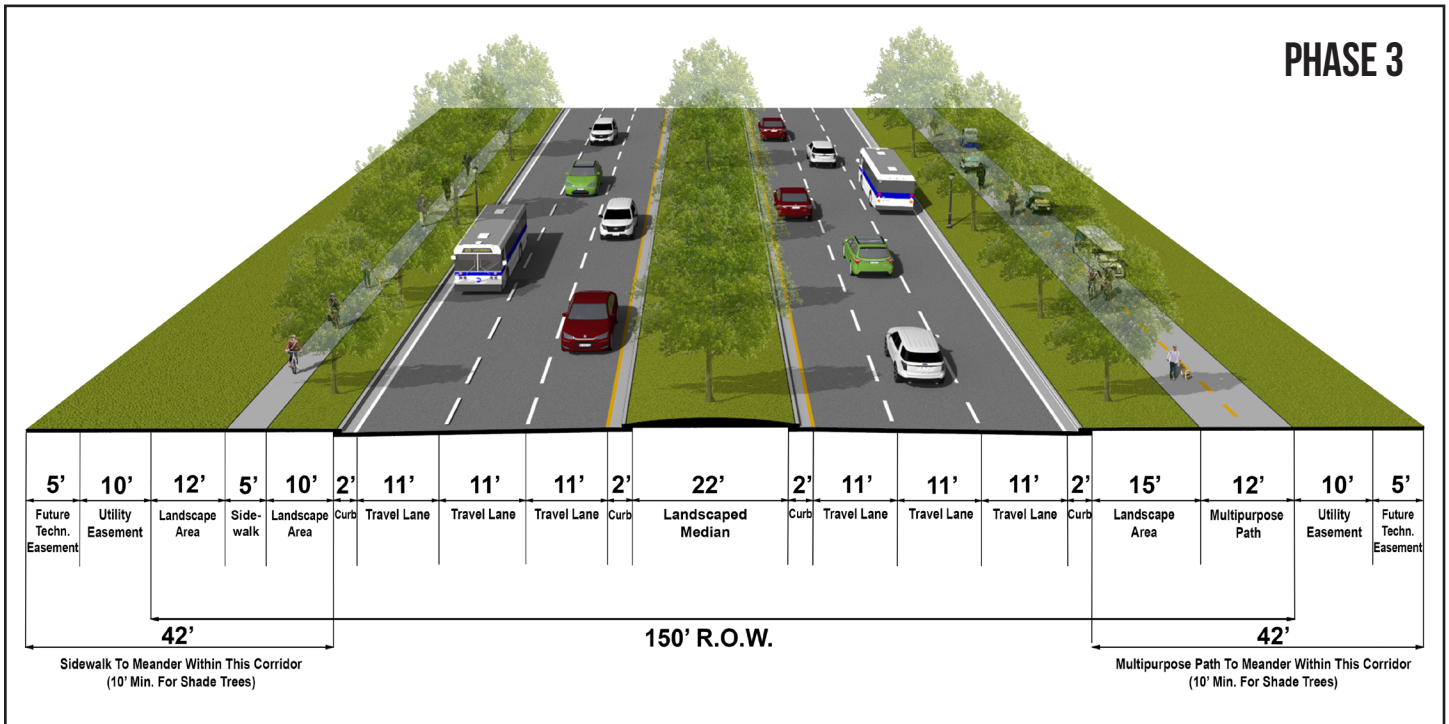 PHASE 3
5’ 10’ 12’ 5’ 10’ 2’ 11’ 11’ 11’ 2’ 22’ 2’ 11’ 11’ 11’ 2’ 15’ 12’ 10’ 5’
Future
Techn.
Easement
Utility
Easement
Landscape
Area
Side-
walk
Landscape
Area
Curb
Travel Lane
Travel Lane
Travel Lane
Curb
Landscaped
Median
Curb
Travel Lane
Travel Lane
Travel Lane
Curb
Landscape
Area
Multipurpose
Path
Utility
Easement
Future
Techn.
Easement
42’
150’ R.O.W.
42’
Sidewalk To Meander Within This Corridor
(10’ Min. For Shade Trees)
Multipurpose Path To Meander Within This Corridor
(10’ Min. For Shade Trees)